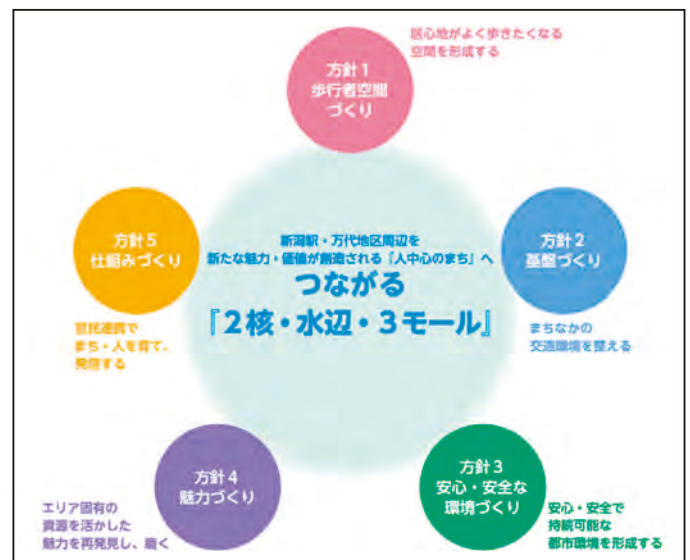 居心地がよく歩きたくなる
空間を形成する
方針1
歩行者空間
づくり
新潟駅・万代地区周辺を
新たな魅力・価値が創造される『人中心のまち』へ
つながる
『2核・水辺・3モール』
方針2
基盤づくり
まちなかの
交通環境を整える
方針3
安心・安全な
環境づくり
安心・安全で
持続可能な
都市環境を形成する
方針4
魅力づくり
エリア固有の
資源を活かした
魅力を再発見し、磨く
方針5
仕組みづくり
官民連携で
まち・人を育て、
発信する